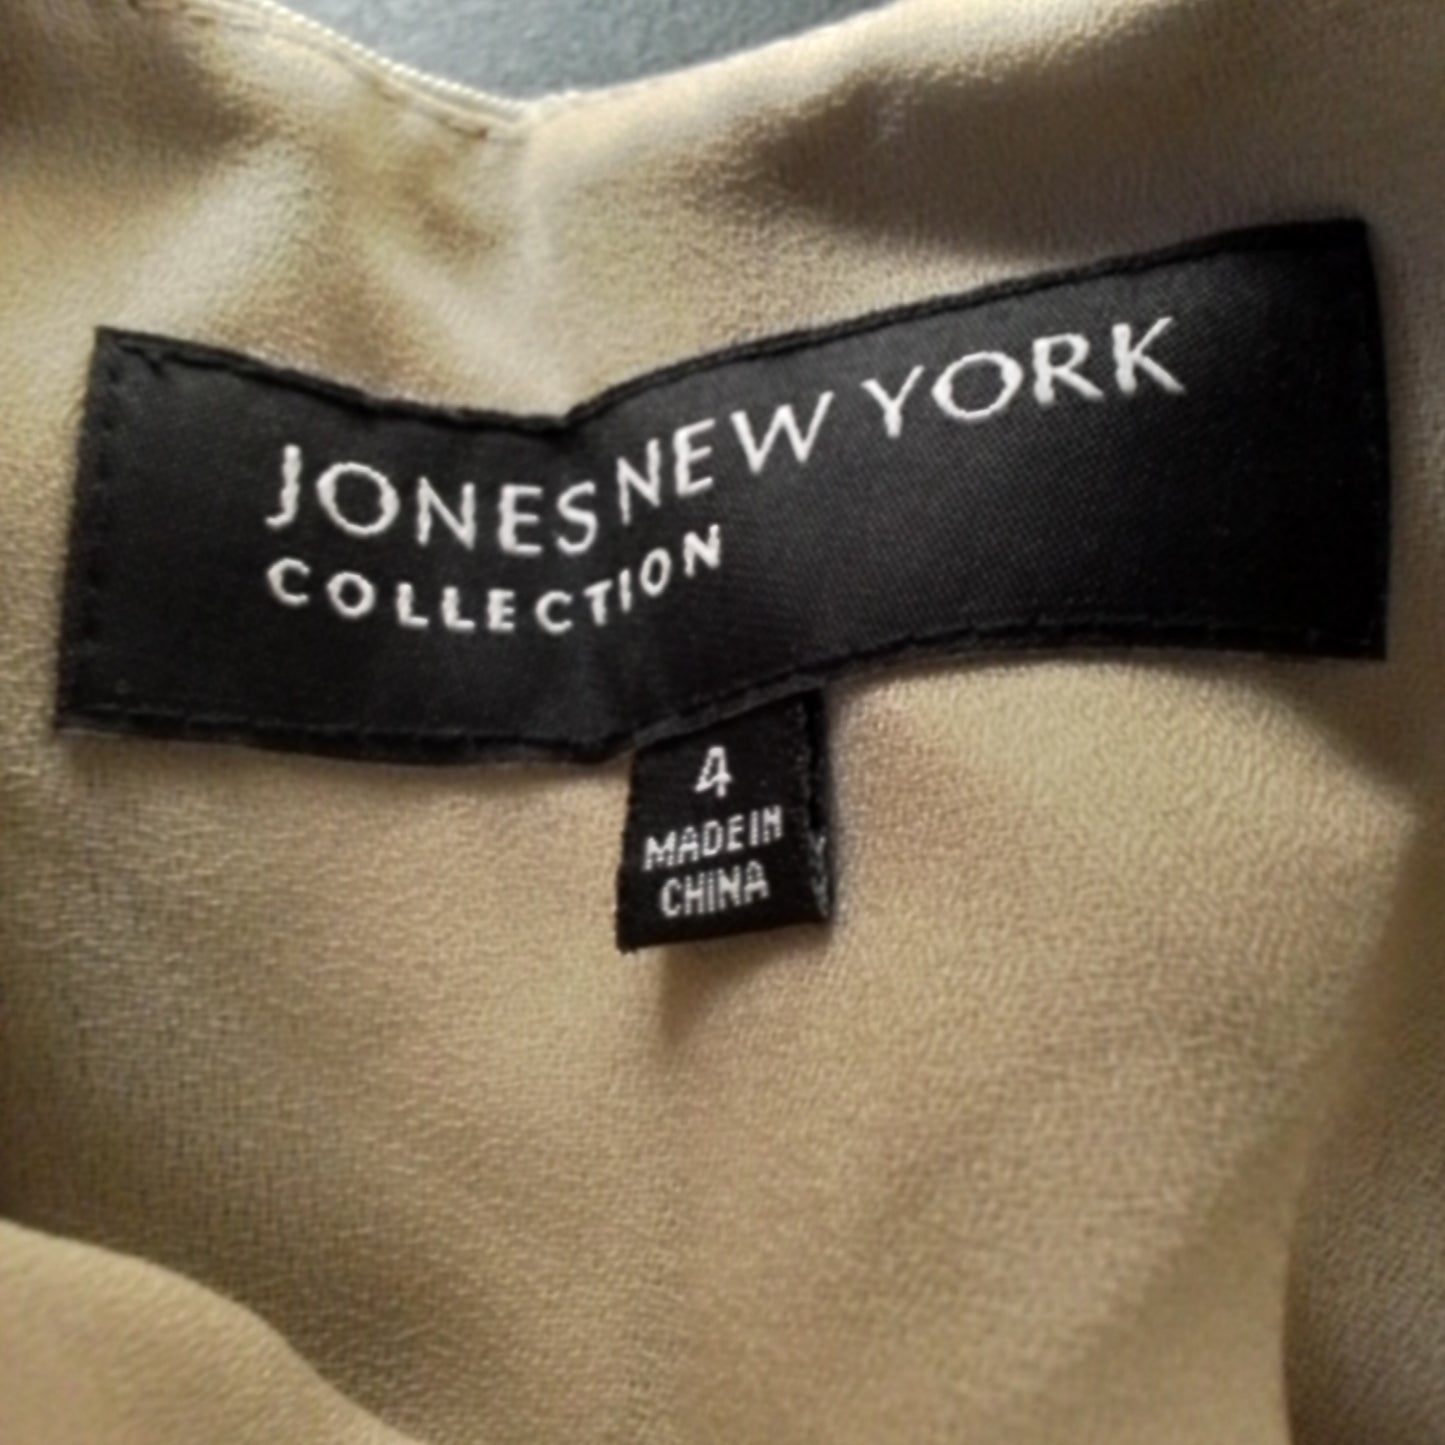 JONES NEW YORK
COLLECTION
4
MADE IN
CHINA